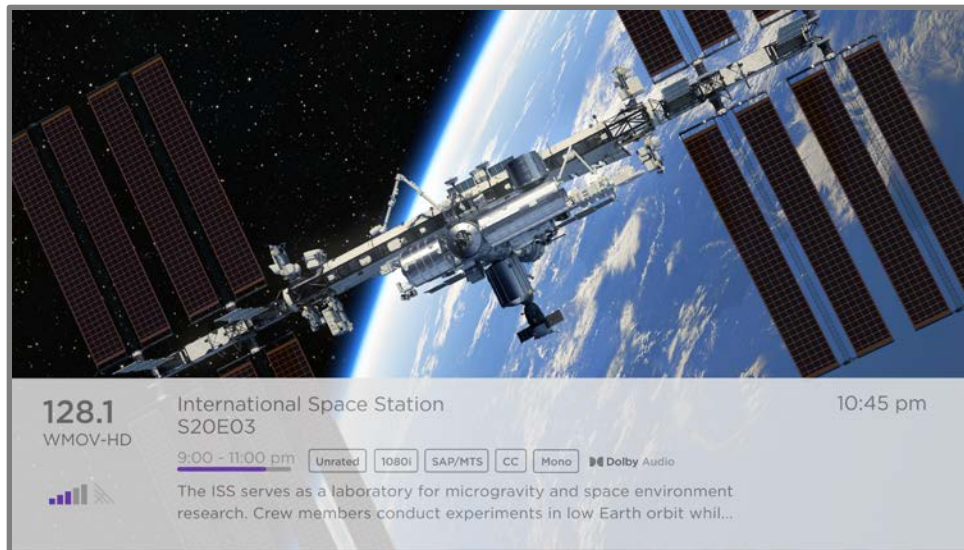 128.1
WMOV-HD
International Space Station
S20E03
10:45 pm
9:00 - 11:00 pm Unrated 1080i SAP/MTS CC Mono Dolby Audio
The ISS serves as a laboratory for microgravity and space environment
research. Crew members conduct experiments in low Earth orbit whil...